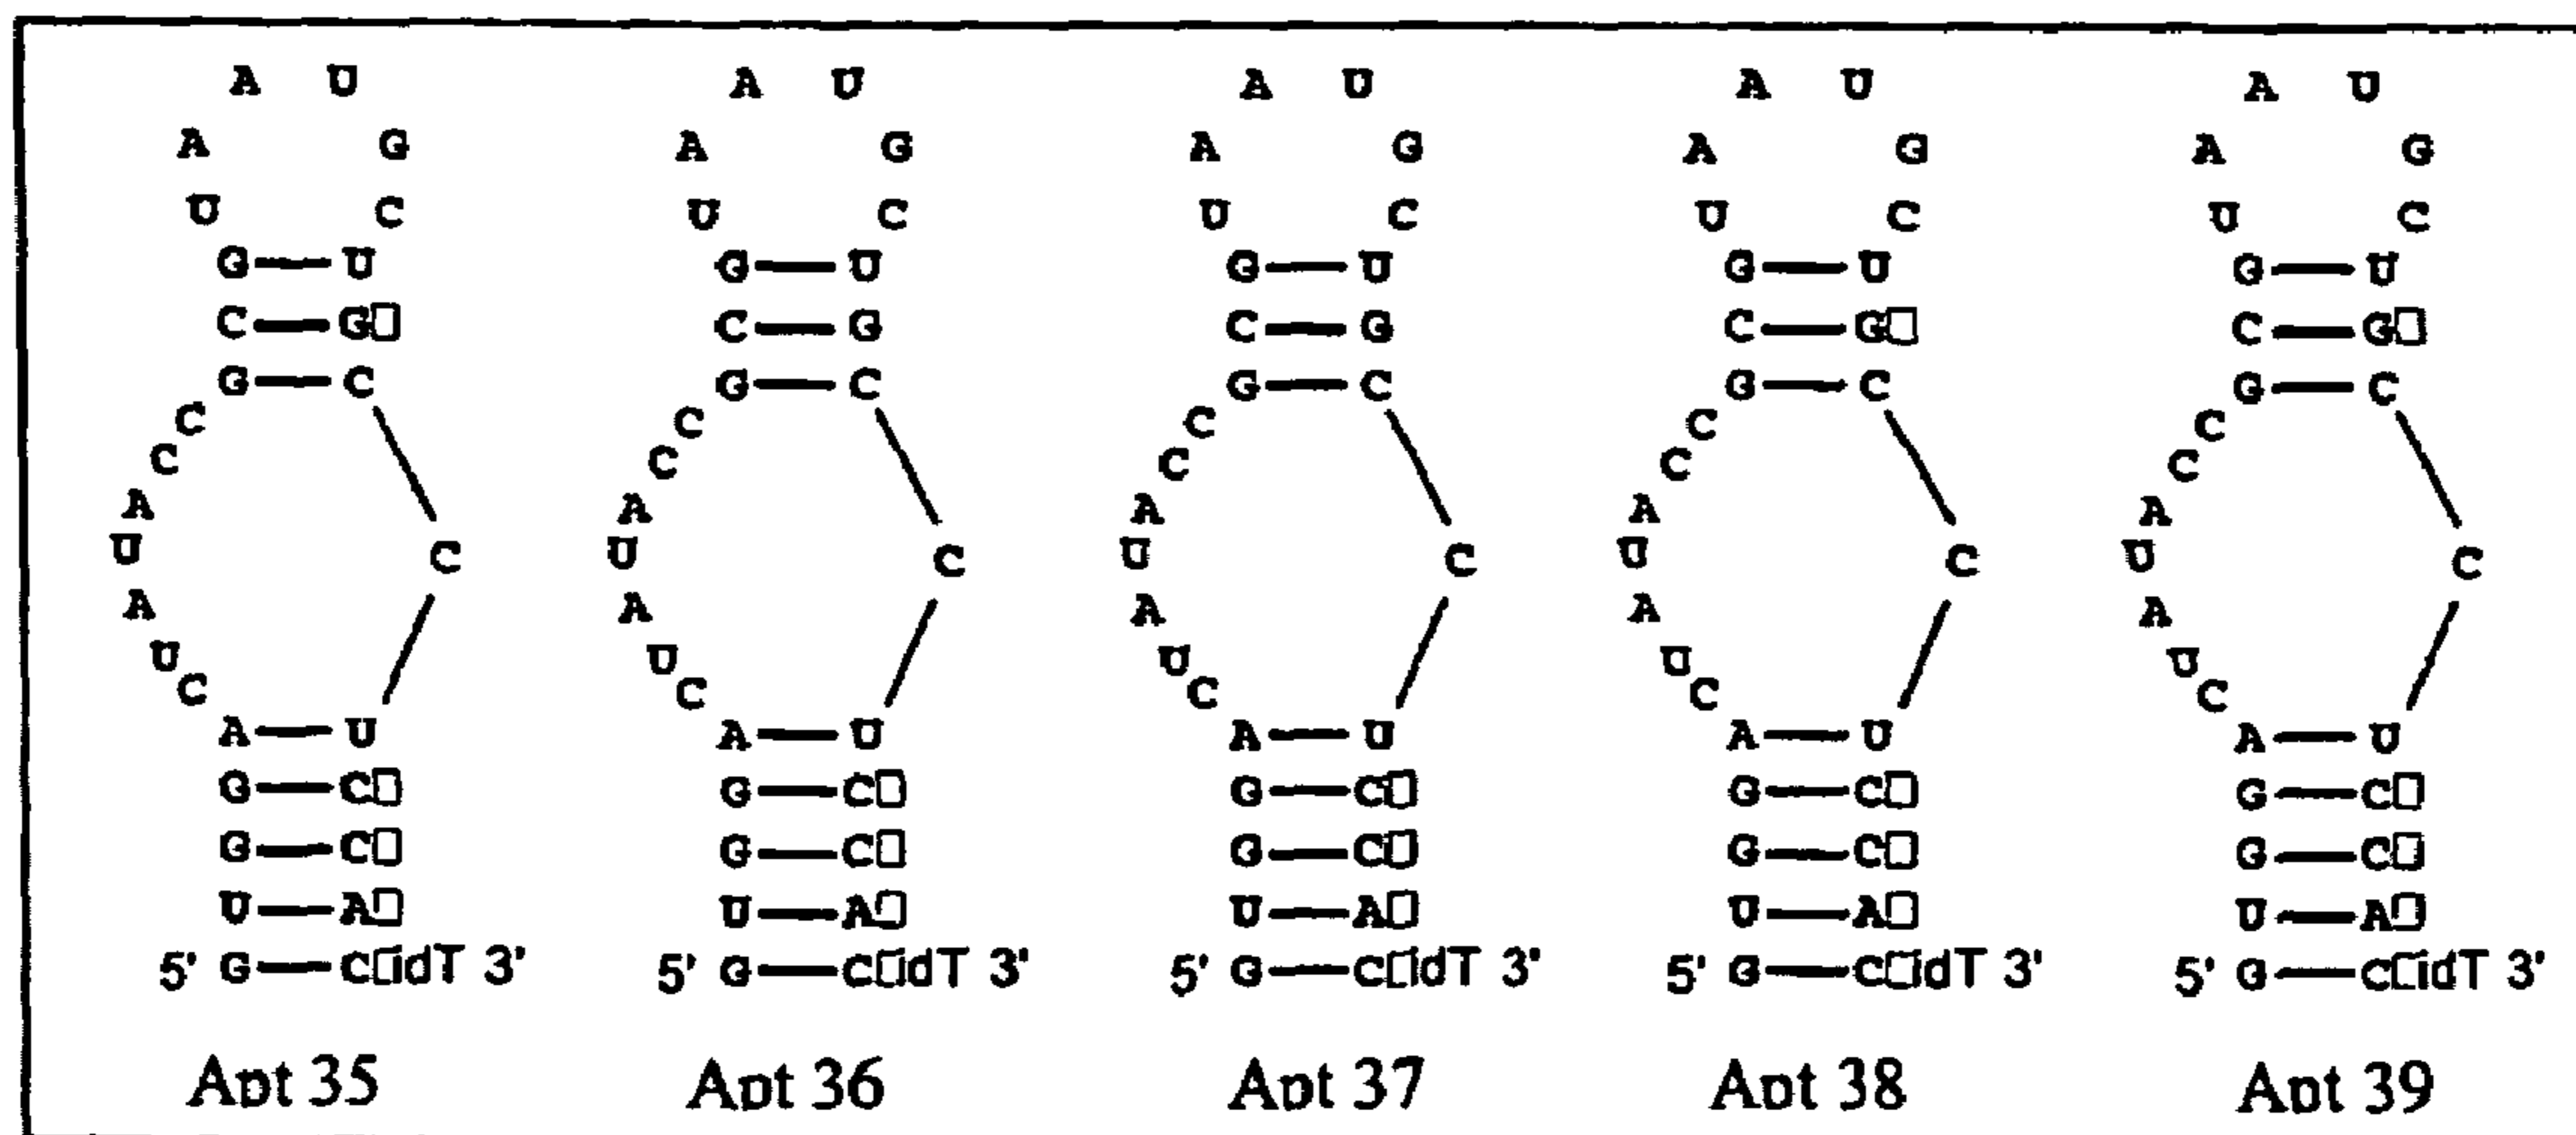 A U A U A U A U A U
A G A G A G A G A G
U C U C U C U C U C
G U G U G U G U G U
C G□ C G C G C G□ C G□
G C G C G C G C G C
C C C C C
C C C C C
A A A A A
U C U C U C U C U C
A A A A A
U U U U U
C C C C C
A U A U A U A U A U
G C□ G C□ G C□ G C□ G C□
G C□ G C□ G C□ G C□ G C□
U A□ U A□ U A□ U A□ U A□
5' G C□idT 3' 5' G C□idT 3' 5' G C□idT 3' 5' G C□idT 3' 5' G C□idT 3'
Apt 35 Apt 36 Apt 37 Apt 38 Apt 39